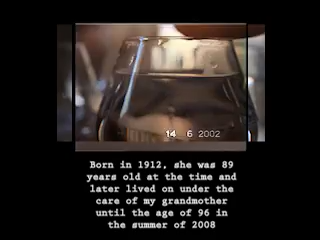 14 6 2002
Born in 1912, she was 89
years old at the time and
later lived on under the
care of my grandmother
until the age of 96 in
the summer of 2008